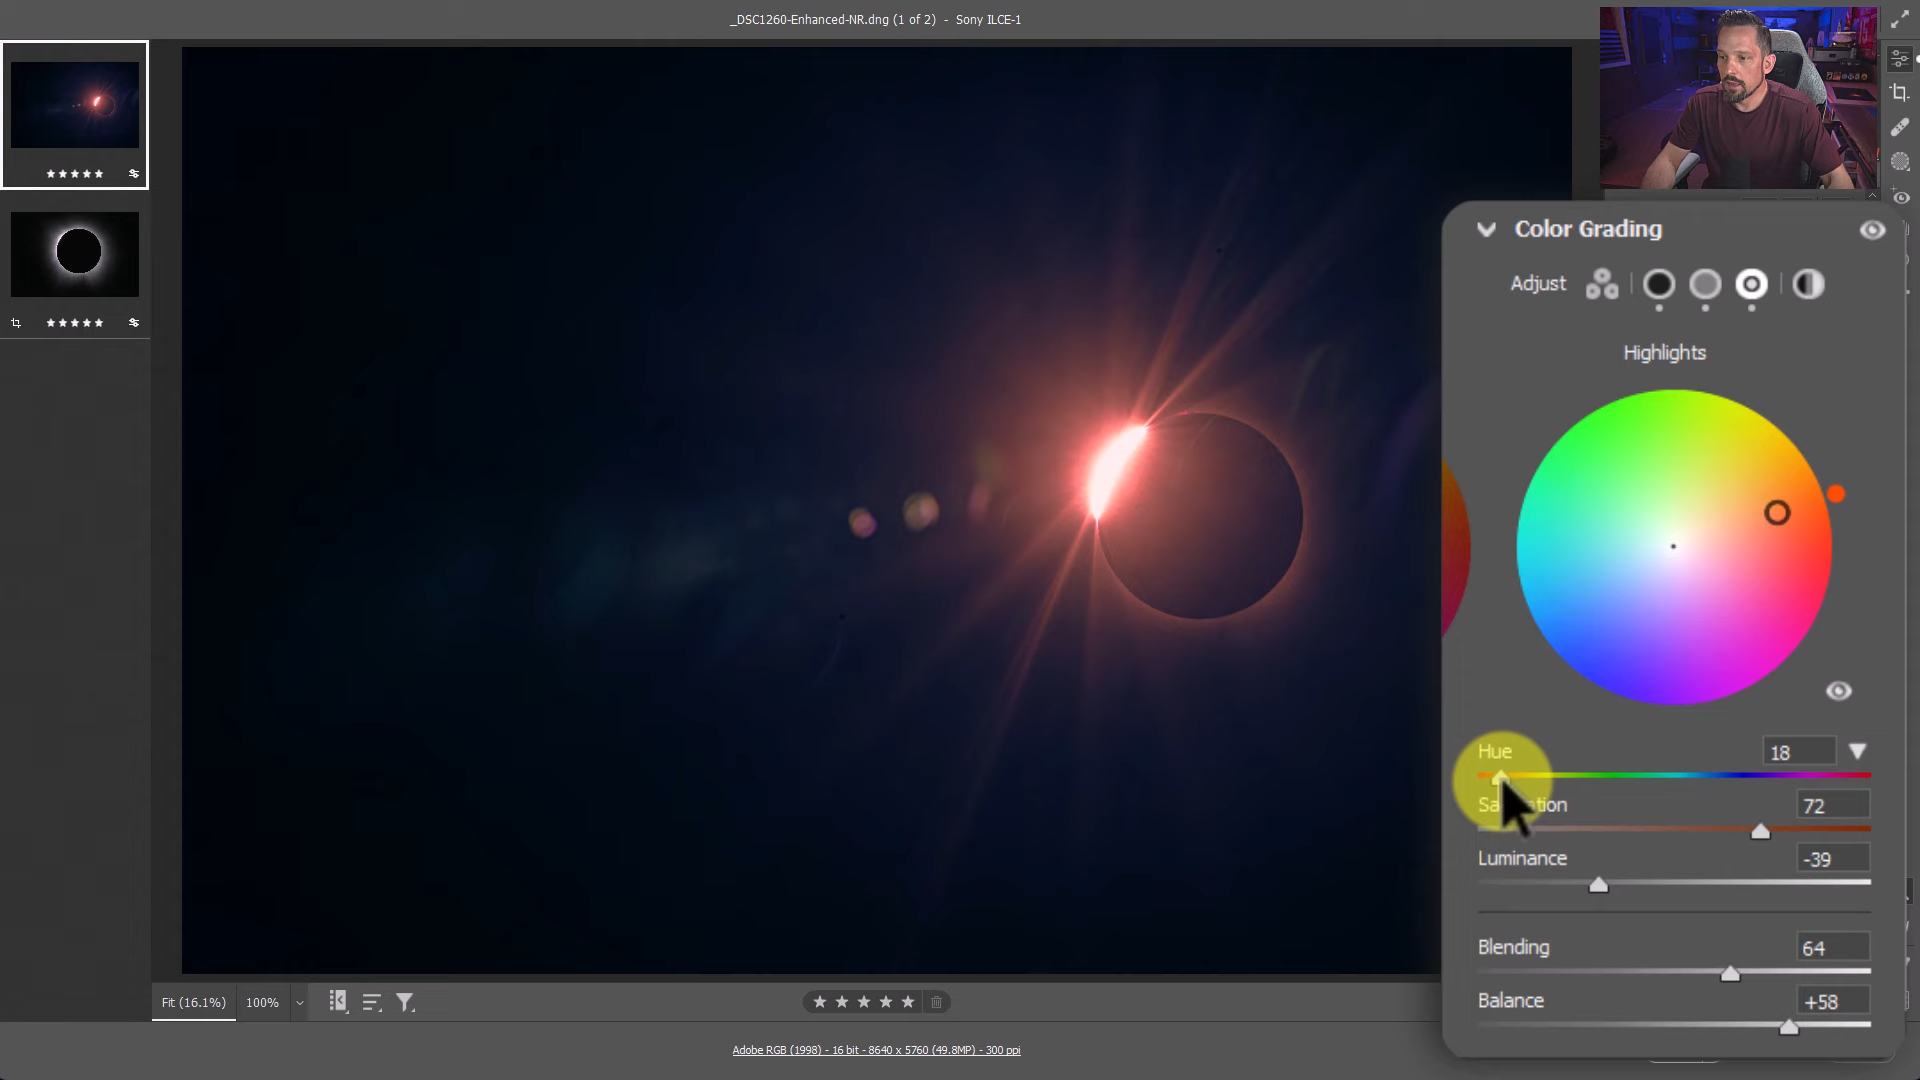 _DSC1260-Enhanced-NR.dng (1 of 2) - Sony ILCE-1
Color Grading
Adjust
Highlights
Hue
18
72
Luminance
-39
Blending
64
Balance
+58
Fit (16.1%)
100%
Adobe RGB (1998) - 16 bit - 8640 x 5760 (49.8MP) - 300 ppi